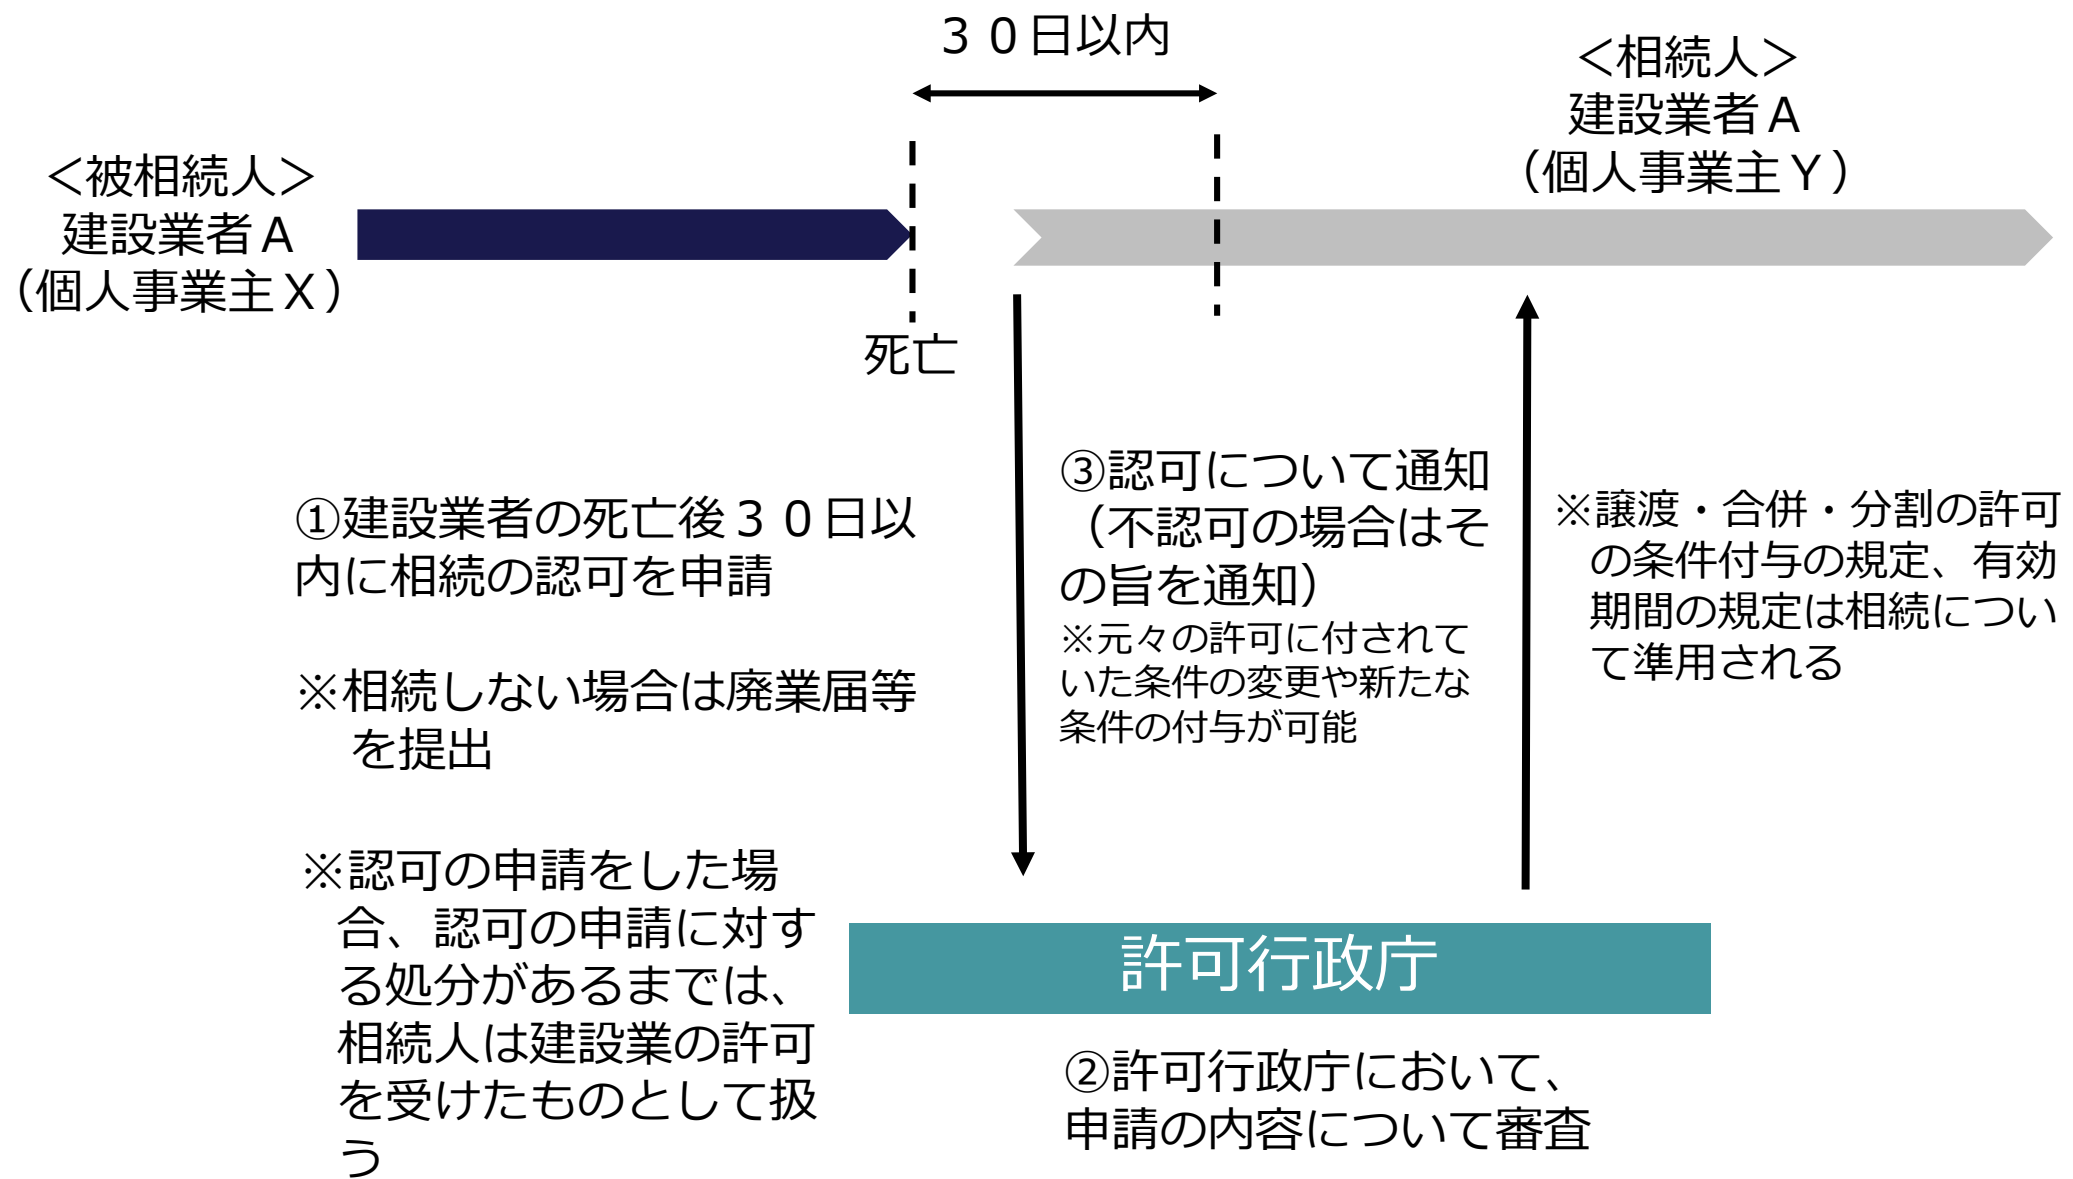 ３０日以内
＜相続人＞
建設業者Ａ
（個人事業主Ｙ）
＜被相続人＞
建設業者Ａ
（個人事業主Ｘ）
死亡
①建設業者の死亡後３０日以
内に相続の認可を申請
※相続しない場合は廃業届等
を提出
※認可の申請をした場
合、認可の申請に対す
る処分があるまでは、
相続人は建設業の許可
を受けたものとして扱
う
③認可について通知
（不認可の場合はそ
の旨を通知）
※元々の許可に付されて
いた条件の変更や新たな
条件の付与が可能
※譲渡・合併・分割の許可
の条件付与の規定、有効
期間の規定は相続につい
て準用される
許可行政庁
②許可行政庁において、
申請の内容について審査